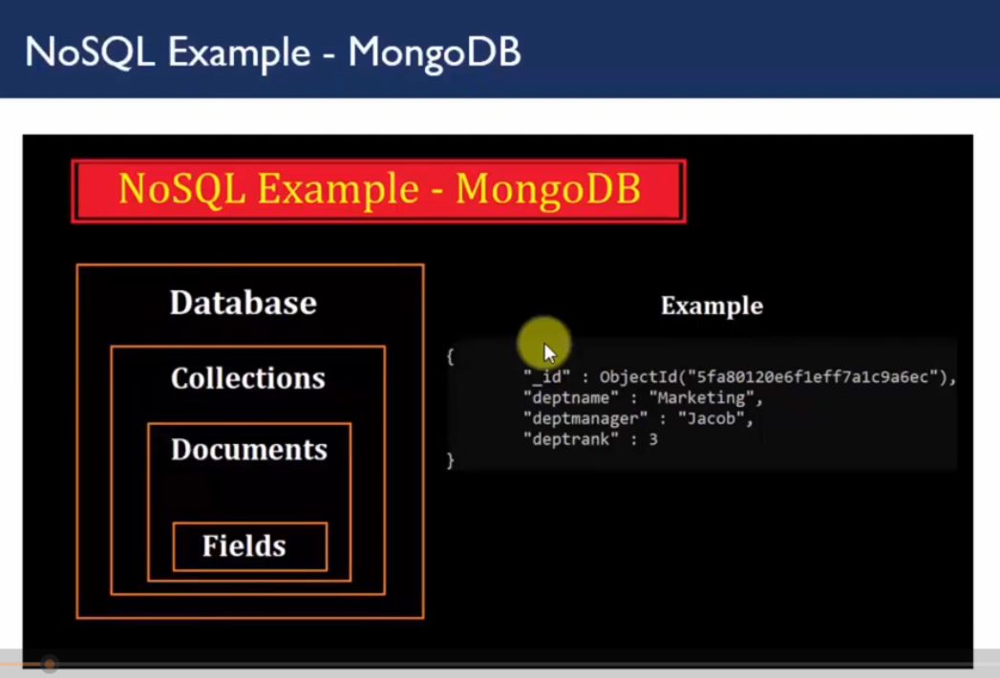 NoSQL Example - MongoDB
NoSQL Example - MongoDB
Database
Collections
Documents
Fields
Example
{
"_id" : ObjectId("5fa80120e6f1eff7a1c9a6ec"),
"deptname" : "Marketing",
"deptmanager" : "Jacob",
"deptrank" : 3
}